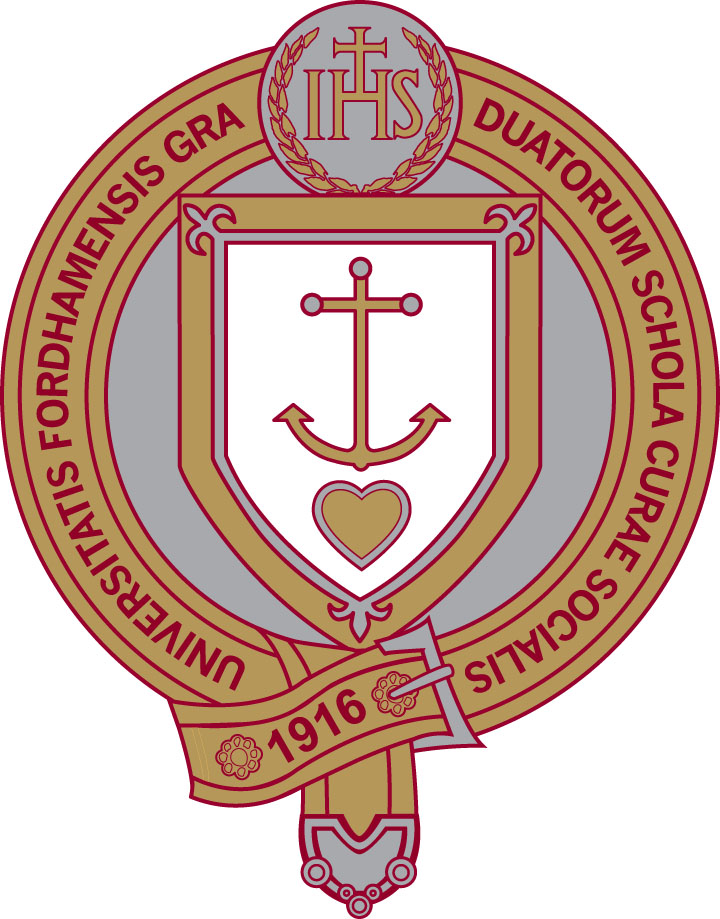 IHS
UNIVERSITATIS FORDHAMENSIS GRA
DUATORUM SCHOLA CURAE SOCIALIS
1916